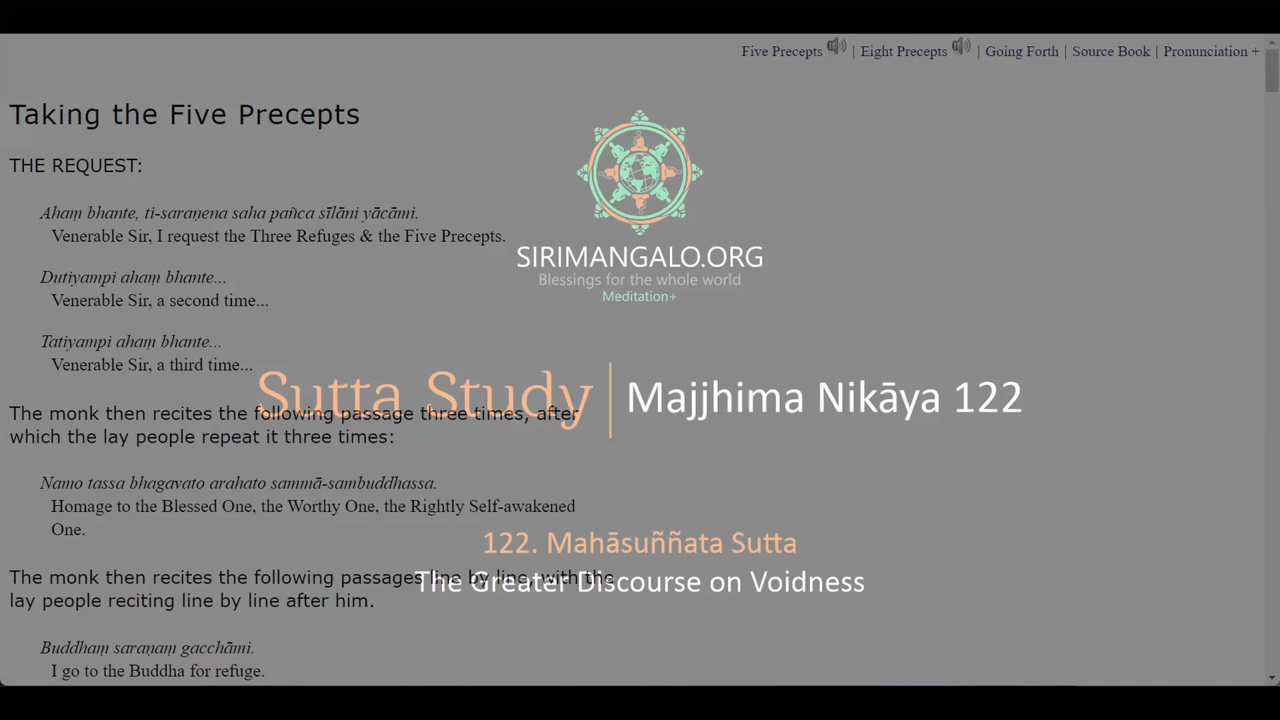 Five Precepts | Eight Precepts | Going Forth | Source Book | Pronunciation +
Taking the Five Precepts
THE REQUEST:
Ahaṃ bhante, ti-saraṇena saha pañca sīlāni yācāmi.
Venerable Sir, I request the Three Refuges & the Five Precepts.
Dutiyampi ahaṃ bhante...
Venerable Sir, a second time...
Tatiyampi ahaṃ bhante...
Venerable Sir, a third time...
The monk then recites the following passage three times, after
which the lay people repeat it three times:
Namo tassa bhagavato arahato sammā-sambuddhassa.
Homage to the Blessed One, the Worthy One, the Rightly Self-awakened
One.
The monk then recites the following passages line by line, with the
lay people reciting line by line after him.
Buddhaṃ saraṇaṃ gacchāmi.
I go to the Buddha for refuge.
SIRIMANGALO.ORG
Blessings for the whole world
Meditation+
Sutta Study | Majjhima Nikāya 122
122. Mahāsuññata Sutta
The Greater Discourse on Voidness